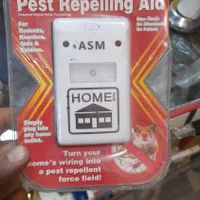 Pest Repelling Aid
For
Rodents,
Roaches,
Ants &
Spiders.
Non-Toxic
No Chemicals
No Poison
ASM
HOME
Simply
plug into
any home
outlet.
Turn your
home's wiring into
a pest repellent
force field!